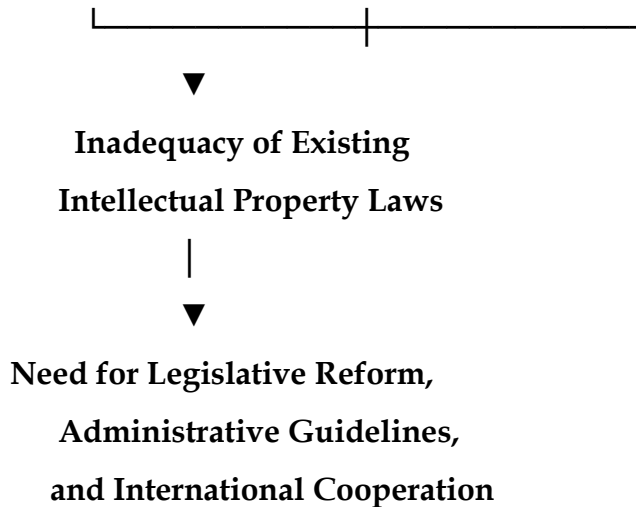 Inadequacy of Existing
Intellectual Property Laws
Need for Legislative Reform,
Administrative Guidelines,
and International Cooperation